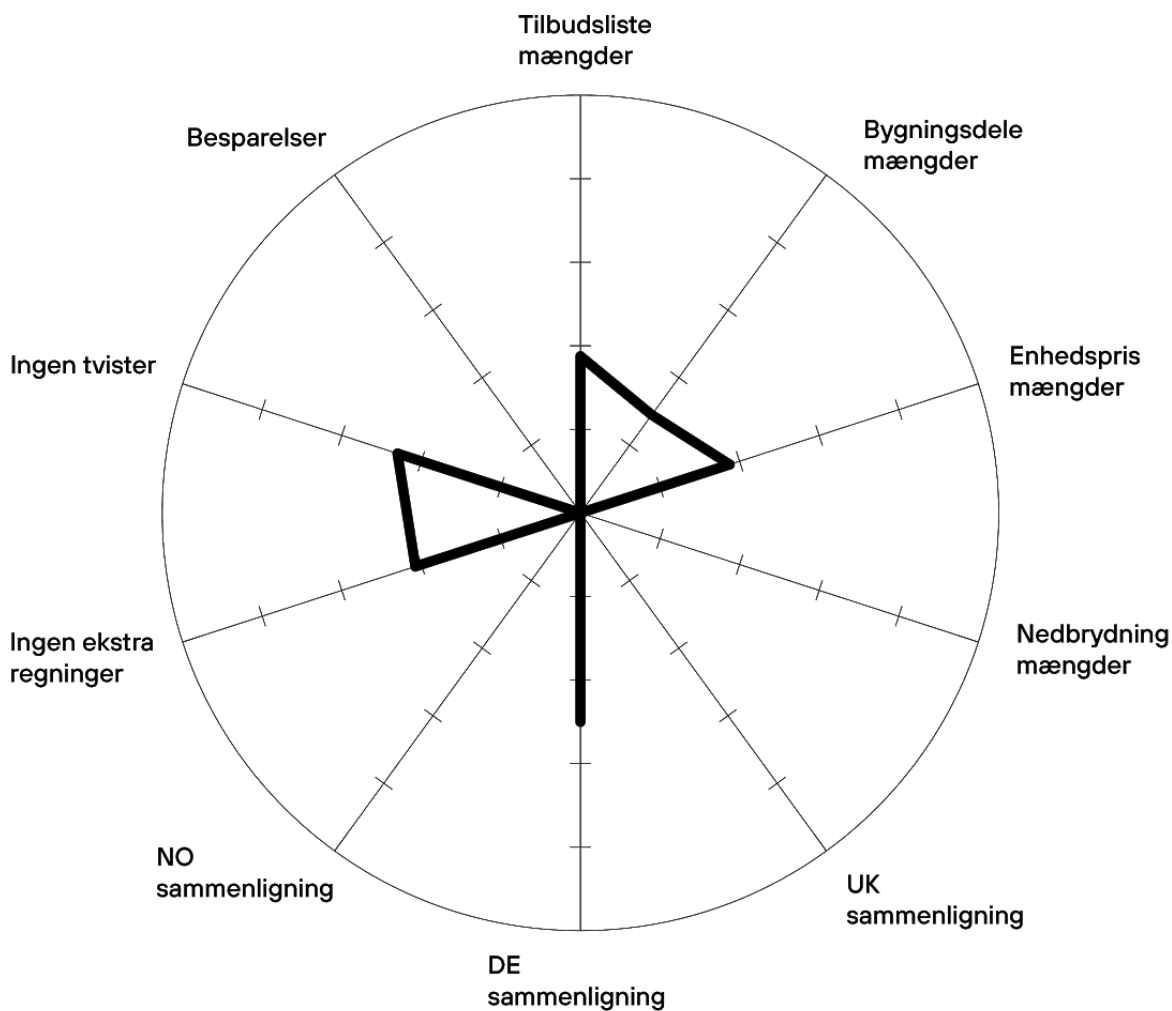 Tilbudsliste
mængder
Bygningsdele
mængder
Besparelser
Enhedspris
mængder
Ingen tvister
Nedbrydning
mængder
Ingen ekstra
regninger
NO
sammenligning
UK
sammenligning
DE
sammenligning